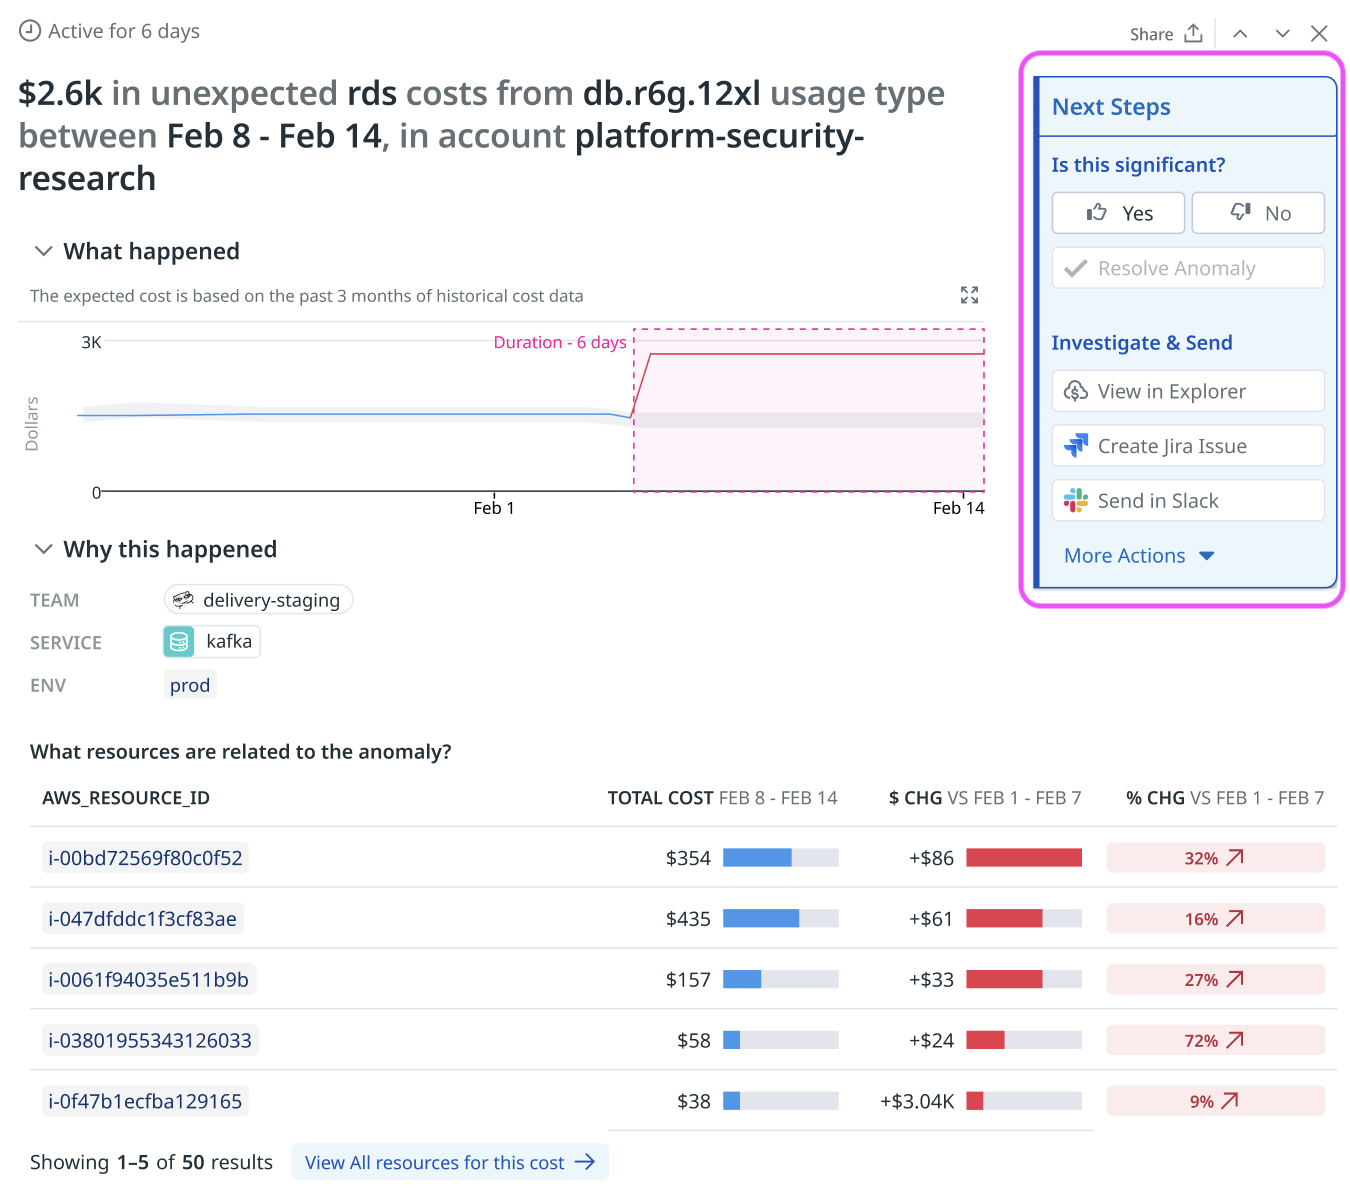 Active for 6 days
Share
$2.6k in unexpected rds costs from db.r6g.12xl usage type
between Feb 8 - Feb 14, in account platform-security-
research
What happened
The expected cost is based on the past 3 months of historical cost data
Duration - 6 days
3K
Dollars
0
Feb 1
Feb 14
Why this happened
TEAM delivery-staging
SERVICE kafka
ENV prod
What resources are related to the anomaly?
AWS_RESOURCE_ID TOTAL COST FEB 8 - FEB 14 $ CHG VS FEB 1 - FEB 7 % CHG VS FEB 1 - FEB 7
i-00bd72569f80c0f52 $354 +$86 32%
i-047dfddc1f3cf83ae $435 +$61 16%
i-0061f94035e511b9b $157 +$33 27%
i-03801955343126033 $58 +$24 72%
i-0f47b1ecfba129165 $38 +$3.04K 9%
Showing 1–5 of 50 results View All resources for this cost
Next Steps
Is this significant?
Yes No
Resolve Anomaly
Investigate & Send
View in Explorer
Create Jira Issue
Send in Slack
More Actions